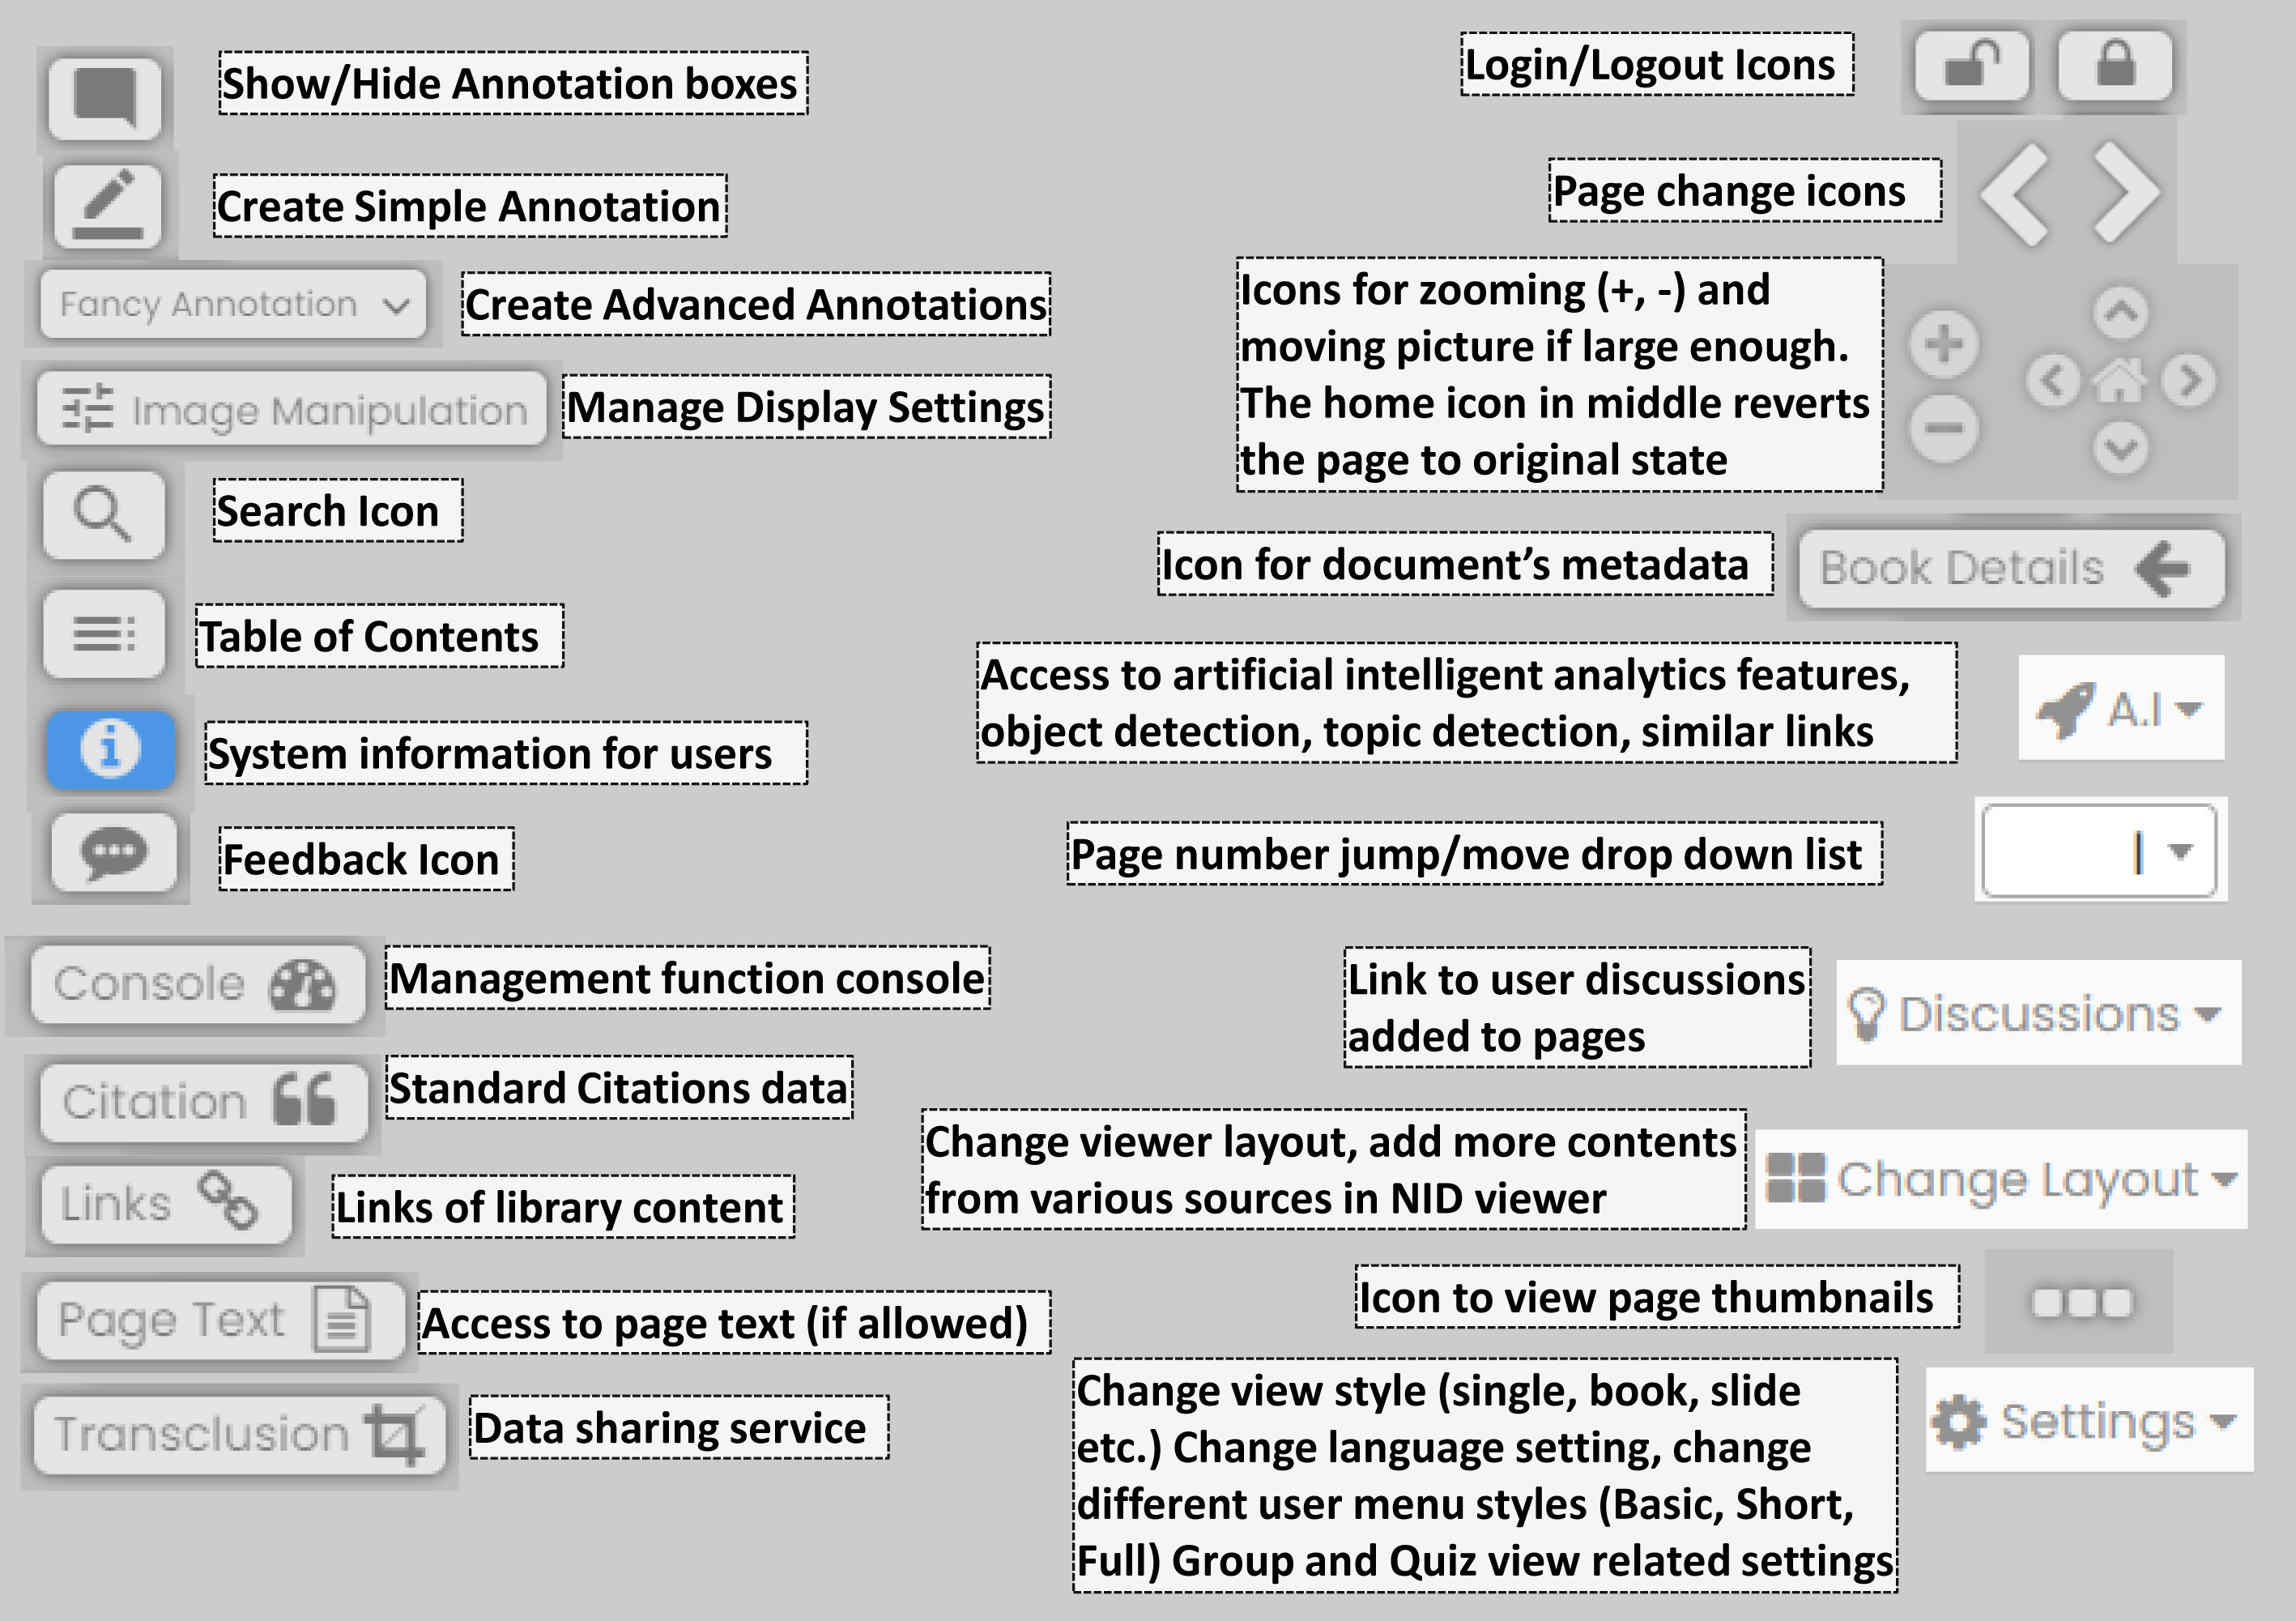 Show/Hide Annotation boxes
Create Simple Annotation
Fancy Annotation
Create Advanced Annotations
Image Manipulation
Manage Display Settings
Search Icon
Table of Contents
System information for users
Feedback Icon
Console
Management function console
Citation
Standard Citations data
Links
Links of library content
Page Text
Access to page text (if allowed)
Transclusion
Data sharing service
Login/Logout Icons
Page change icons
Icons for zooming (+, -) and
moving picture if large enough.
The home icon in middle reverts
the page to original state
Icon for document’s metadata
Book Details
Access to artificial intelligent analytics features,
object detection, topic detection, similar links
A.I
Page number jump/move drop down list
Link to user discussions
added to pages
Discussions
Change viewer layout, add more contents
from various sources in NID viewer
Change Layout
Icon to view page thumbnails
Change view style (single, book, slide
etc.) Change language setting, change
different user menu styles (Basic, Short,
Full) Group and Quiz view related settings
Settings